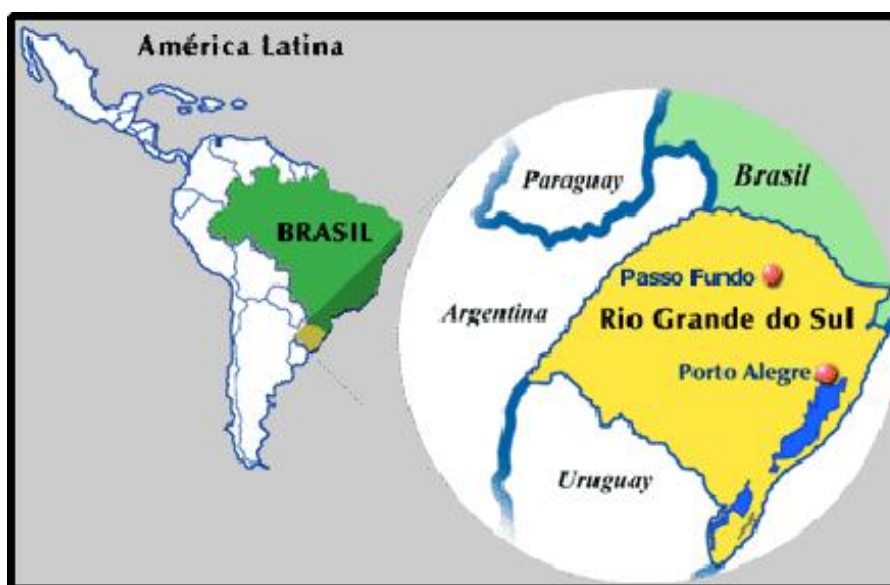 América Latina
BRASIL
Paraguay
Brasil
Passo Fundo
Argentina
Rio Grande do Sul
Porto Alegre
Uruguay